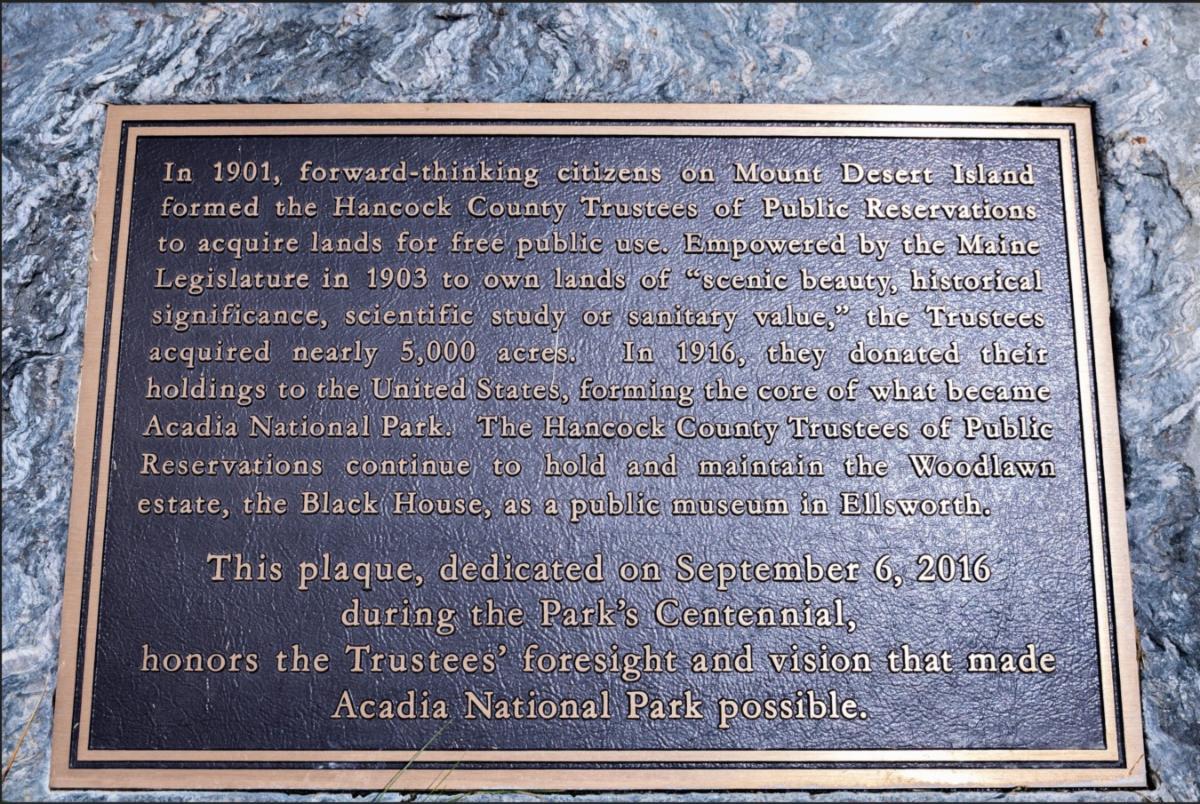 In 1901, forward-thinking citizens on Mount Desert Island
formed the Hancock County Trustees of Public Reservations
to acquire lands for free public use. Empowered by the Maine
Legislature in 1903 to own lands of “scenic beauty, historical
significance, scientific study or sanitary value,” the Trustees
acquired nearly 5,000 acres. In 1916, they donated their
holdings to the United States, forming the core of what became
Acadia National Park. The Hancock County Trustees of Public
Reservations continue to hold and maintain the Woodlawn
estate, the Black House, as a public museum in Ellsworth.
This plaque, dedicated on September 6, 2016
during the Park’s Centennial,
honors the Trustees’ foresight and vision that made
Acadia National Park possible.